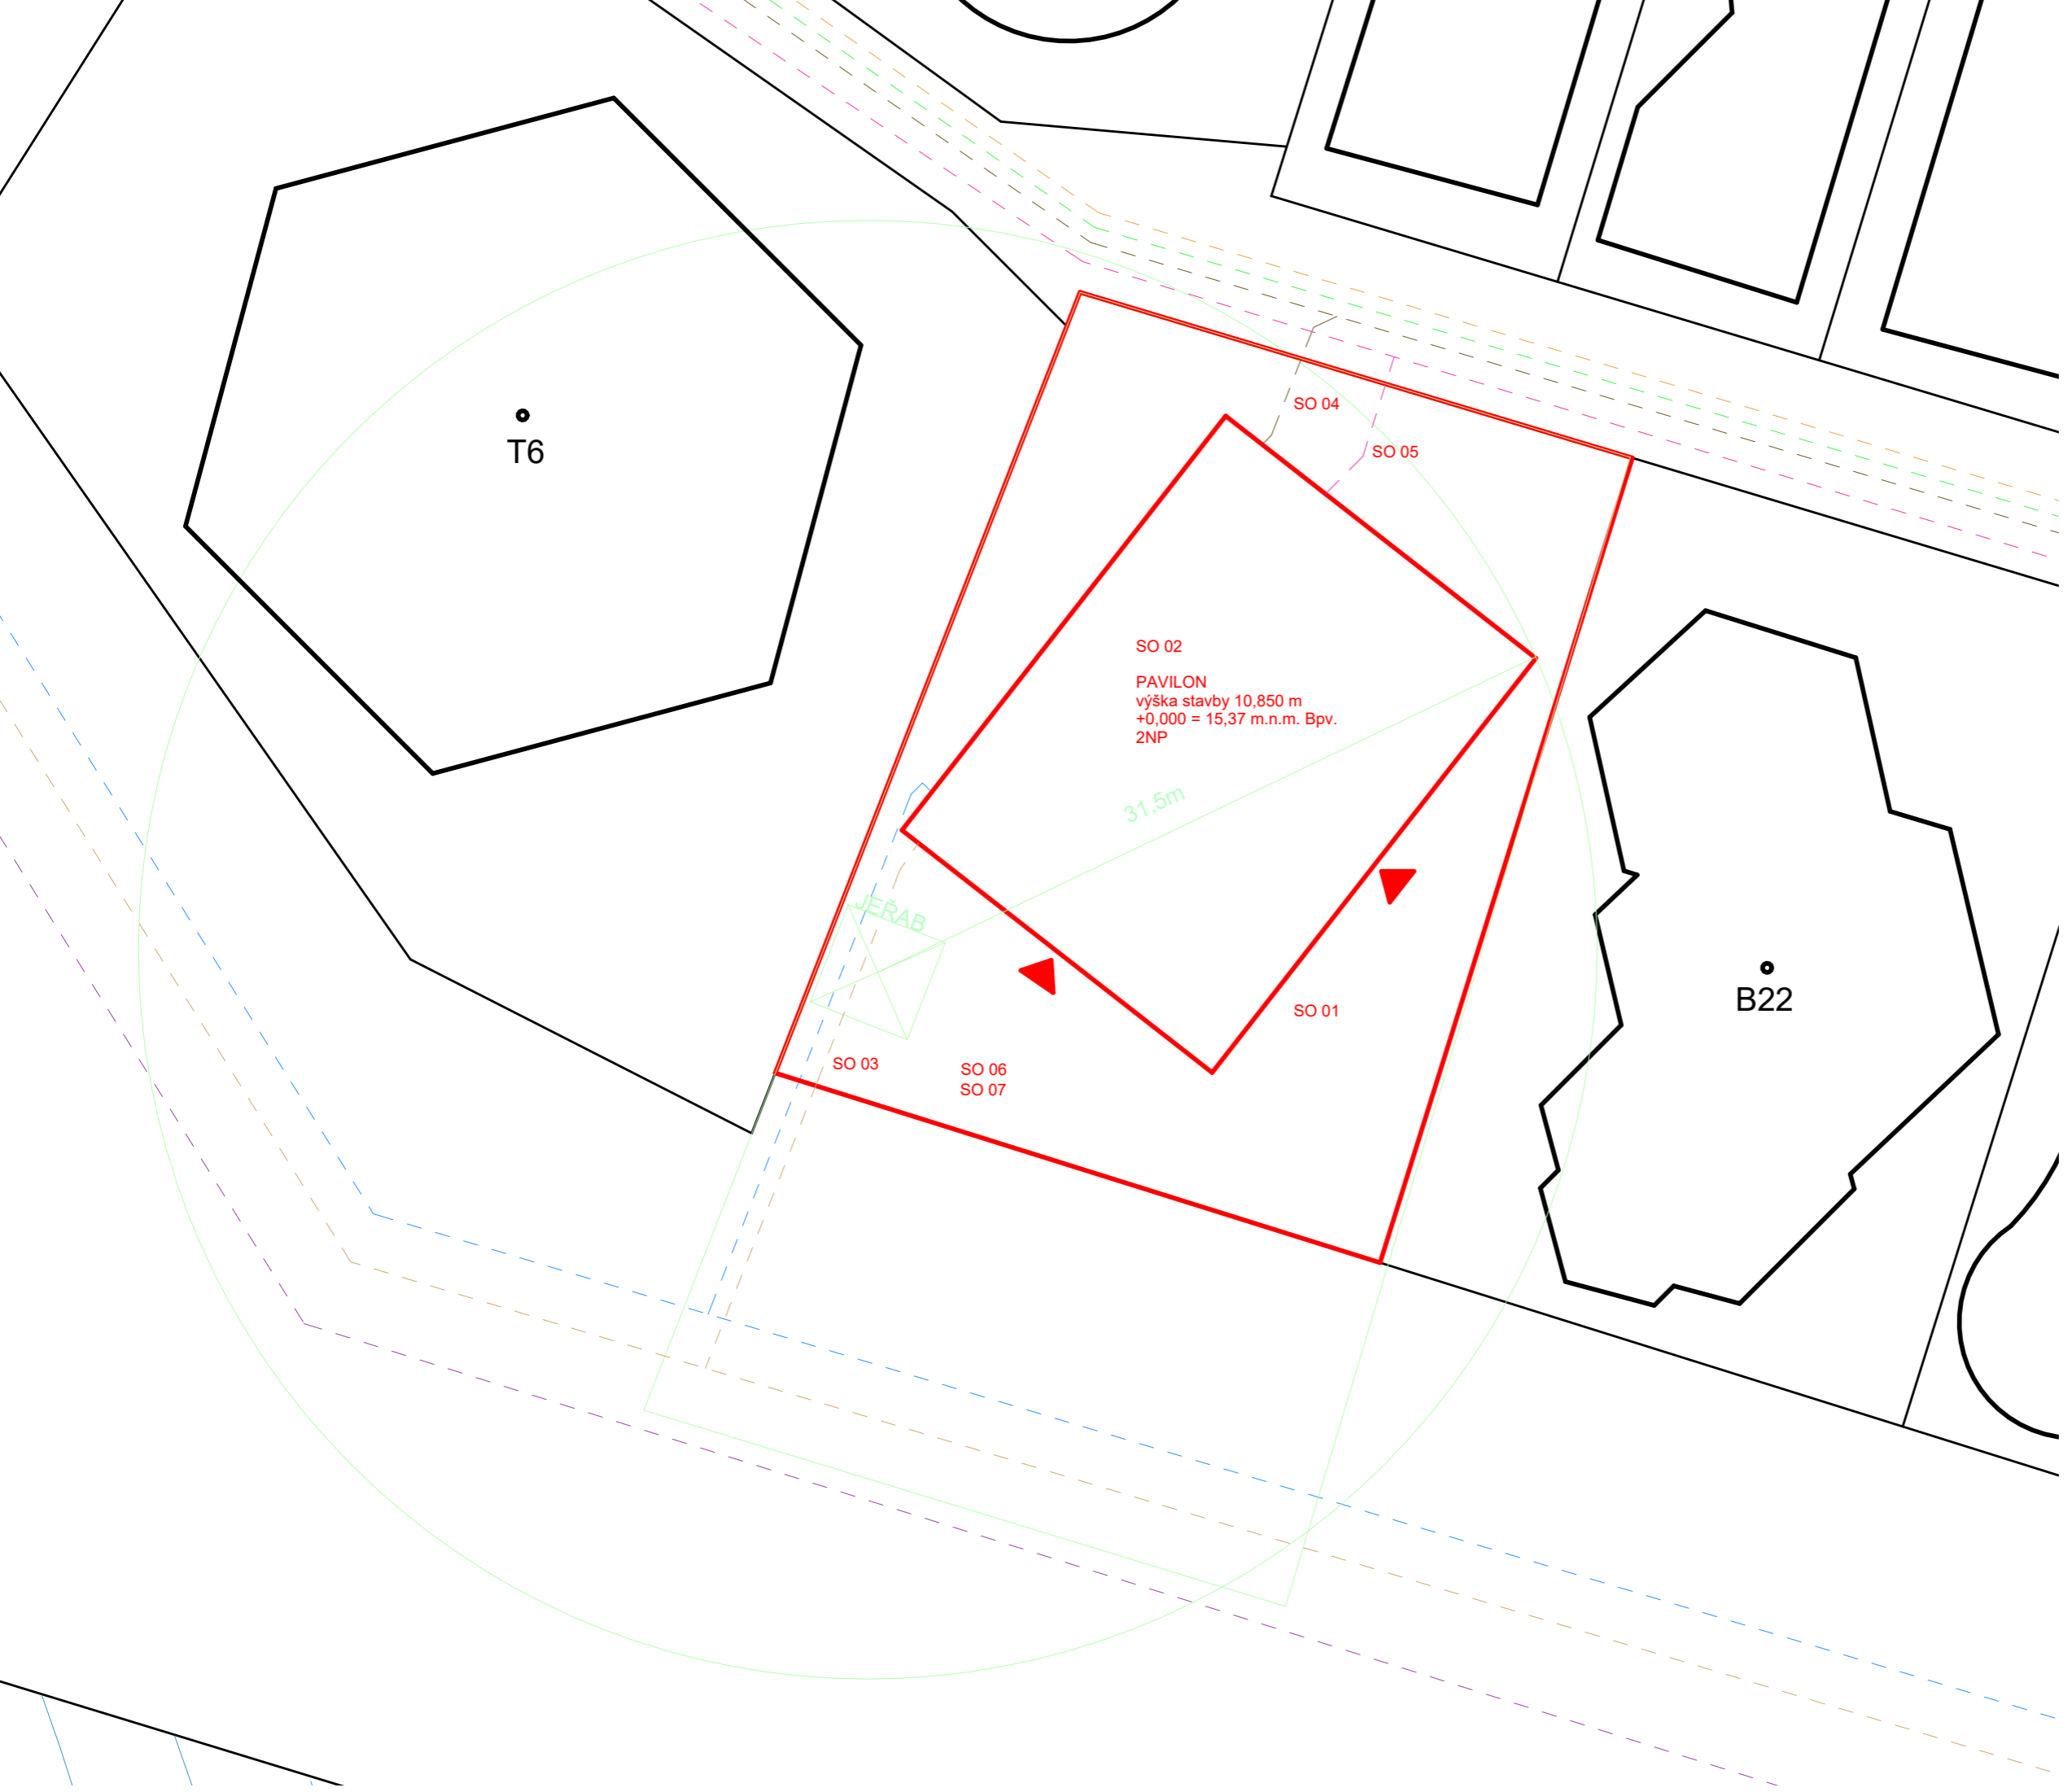 SO 04
T6
SO 05
SO 02
PAVILON
výška stavby 10,850 m
+0,000 = 15,37 m.n.m. Bpv.
2NP
31,5m
JEŘAB
B22
SO 01
SO 03
SO 06
SO 07